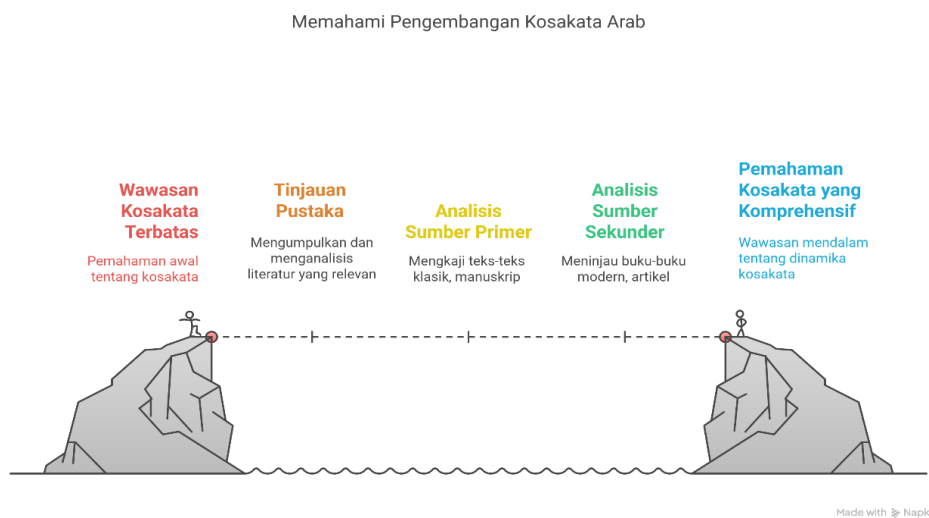 Memahami Pengembangan Kosakata Arab
Wawasan
Kosakata
Terbatas
Pemahaman awal
tentang kosakata
Tinjauan
Pustaka
Mengumpulkan dan
menganalisis
literatur yang relevan
Analisis
Sumber Primer
Mengkaji teks-teks
klasik, manuskrip
Analisis
Sumber
Sekunder
Meninjau buku-buku
modern, artikel
Pemahaman
Kosakata yang
Komprehensif
Wawasan mendalam
tentang dinamika
kosakata
Made with Napk